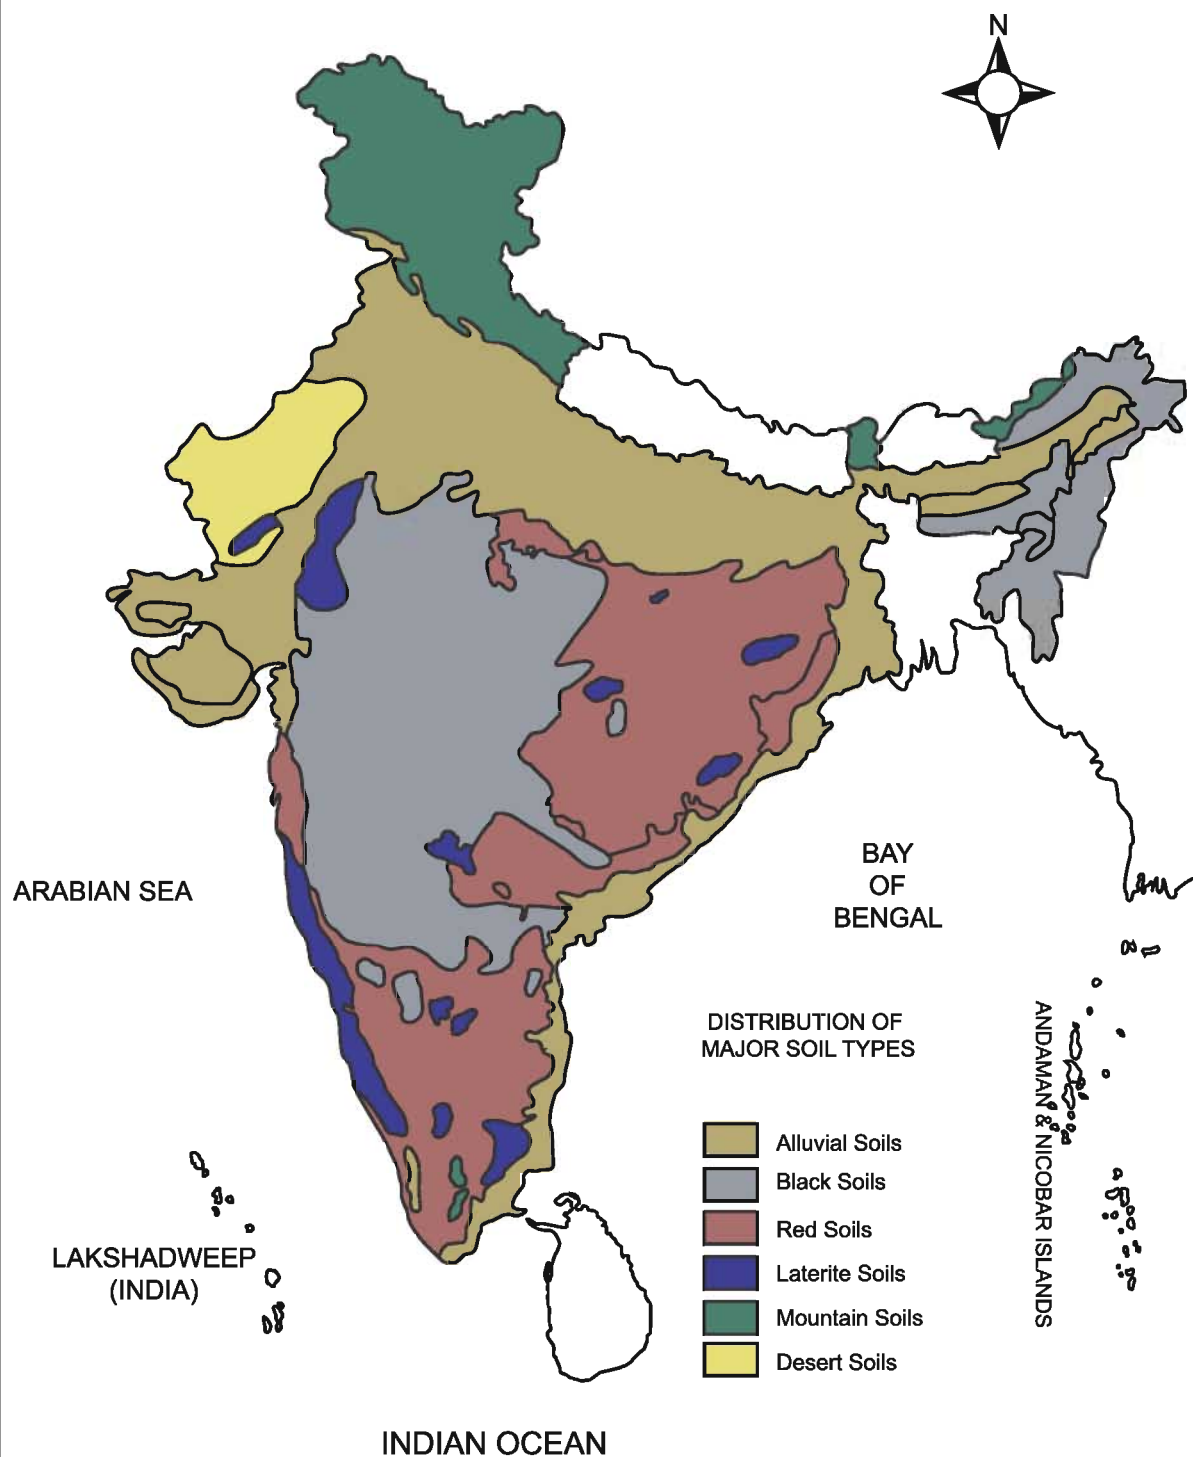 N
ARABIAN SEA
BAY
OF
BENGAL
DISTRIBUTION OF
MAJOR SOIL TYPES
ANDAMAN & NICOBAR ISLANDS
Alluvial Soils
Black Soils
Red Soils
Laterite Soils
Mountain Soils
Desert Soils
LAKSHADWEEP
(INDIA)
INDIAN OCEAN